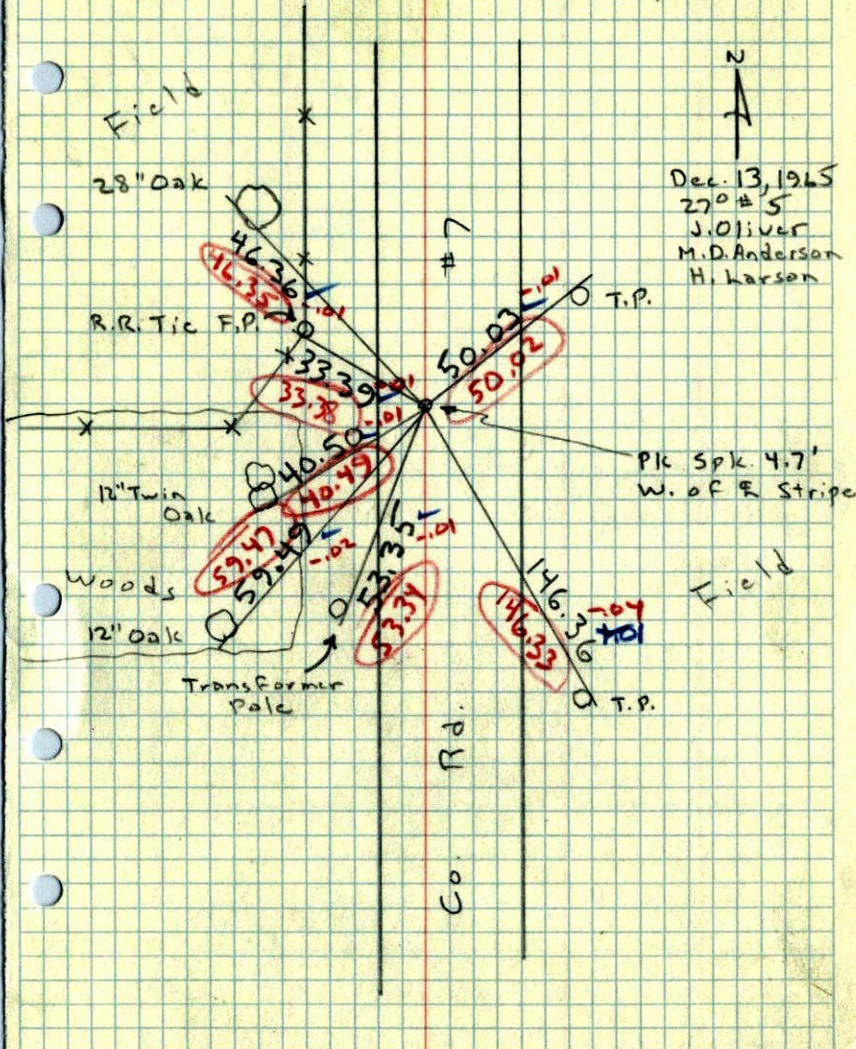 N
Field
28" Oak
Dec. 13, 1965
27° # 5
J. Oliver
M.D. Anderson
H. Larson
#7
46.36 -.01
46.35
R.R. Tie F.P.
50.03 -.01
50.02
T.P.
33.39 -.01
33.38
40.50 -.01
40.49
12" Twin
Oak
Pk Spk. 4.7'
W. of ℄ Stripe
59.49 -.02
59.47
53.35 -.01
53.34
Woods
12" Oak
Transformer
Pole
146.36 -.04
146.33
Field
T.P.
Co. Rd.